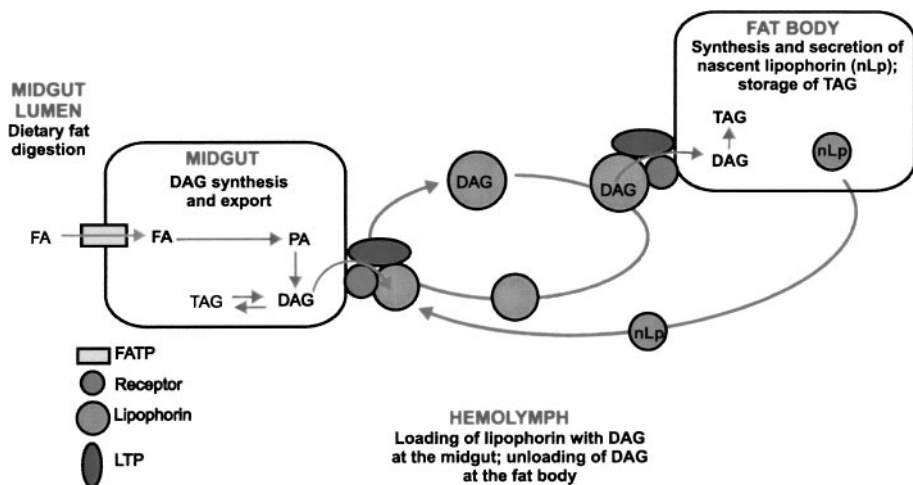 MIDGUT
LUMEN
Dietary fat
digestion
FA
MIDGUT
DAG synthesis
and export
FA
PA
TAG
DAG
DAG
DAG
FAT BODY
Synthesis and secretion of
nascent lipophorin (nLp);
storage of TAG
TAG
DAG
nLp
nLp
FATP
Receptor
Lipophorin
LTP
HEMOLYMPH
Loading of lipophorin with DAG
at the midgut; unloading of DAG
at the fat body